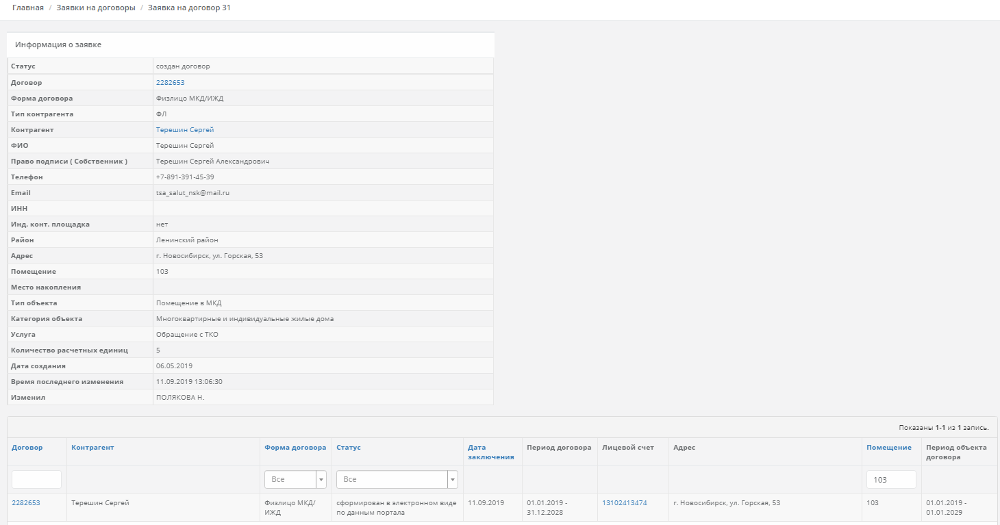 Главная / Заявки на договоры / Заявка на договор 31
Информация о заявке
Статус создан договор
Договор 2282653
Форма договора Физлицо МКД/ИЖД
Тип контрагента ФЛ
Контрагент Терешин Сергей
ФИО Терешин Сергей
Право подписи ( Собственник ) Терешин Сергей Александрович
Телефон +7-891-391-45-39
Email tsa_salut_nsk@mail.ru
ИНН
Инд. конт. площадка нет
Район Ленинский район
Адрес г. Новосибирск, ул. Горская, 53
Помещение 103
Место накопления
Тип объекта Помещение в МКД
Категория объекта Многоквартирные и индивидуальные жилые дома
Услуга Обращение с ТКО
Количество расчетных единиц 5
Дата создания 06.05.2019
Время последнего изменения 11.09.2019 13:06:30
Изменил ПОЛЯКОВА Н.
Показаны 1-1 из 1 запись.
Договор Контрагент Форма договора Статус Дата Период договора Лицевой счет Адрес Помещение Период объекта
заключения договора
Все Все 103
2282653 Терешин Сергей Физлицо МКД/ сформирован в электронном виде 11.09.2019 01.01.2019 - 13102413474 г. Новосибирск, ул. Горская, 53 103 01.01.2019 -
ИЖД по данным портала 31.12.2028 01.01.2029